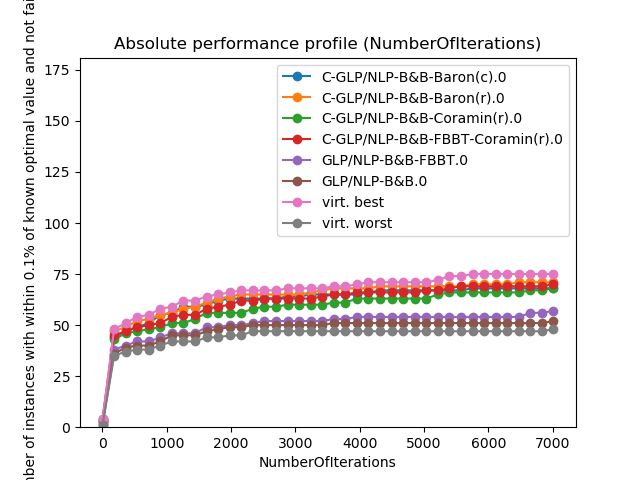 Absolute performance profile (NumberOfIterations)
of instances with within 0.1% of known optimal value and not
175
150
125
100
75
50
25
0
C-GLP/NLP-B&B-Baron(c).0
C-GLP/NLP-B&B-Baron(r).0
C-GLP/NLP-B&B-Coramin(r).0
C-GLP/NLP-B&B-FBBT-Coramin(r).0
GLP/NLP-B&B-FBBT.0
GLP/NLP-B&B.0
virt. best
virt. worst
0 1000 2000 3000 4000 5000 6000 7000
NumberOfIterations